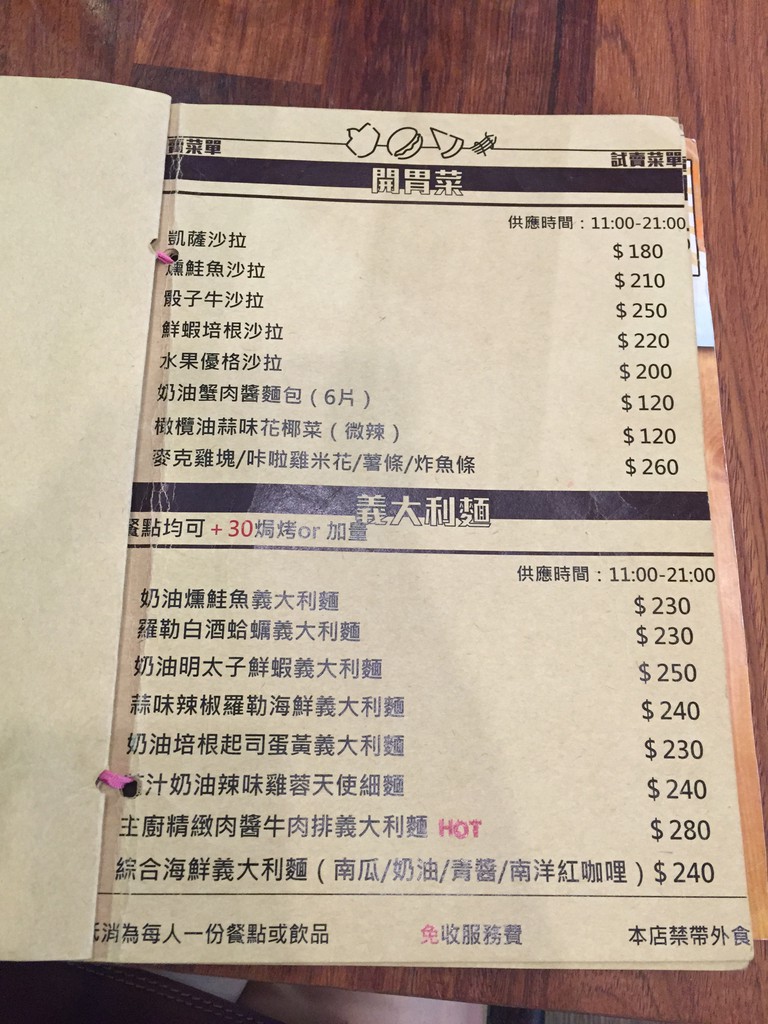 菜單
試賣菜單
開胃菜
供應時間：11:00-21:00
凱薩沙拉 $180
燻鮭魚沙拉 $210
骰子牛沙拉 $250
鮮蝦培根沙拉 $220
水果優格沙拉 $200
奶油蟹肉醬麵包（6片） $120
橄欖油蒜味花椰菜（微辣） $120
麥克雞塊/咔啦雞米花/薯條/炸魚條 $260
義大利麵
餐點均可+30焗烤or 加量
供應時間：11:00-21:00
奶油燻鮭魚義大利麵 $230
羅勒白酒蛤蠣義大利麵 $230
奶油明太子鮮蝦義大利麵 $250
蒜味辣椒羅勒海鮮義大利麵 $240
奶油培根起司蛋黃義大利麵 $230
汁奶油辣味雞蓉天使細麵 $240
主廚精緻肉醬牛肉排義大利麵 HOT $280
綜合海鮮義大利麵（南瓜/奶油/青醬/南洋紅咖哩）$240
消為每人一份餐點或飲品 免收服務費 本店禁帶外食